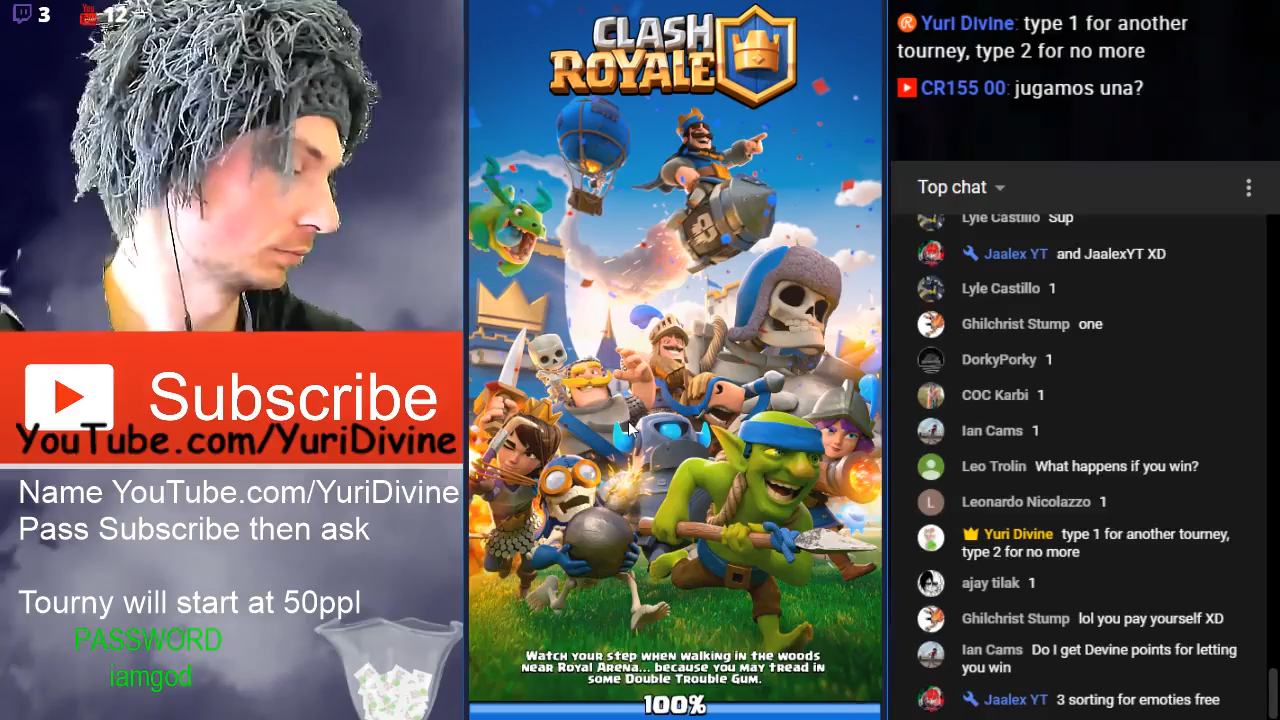 3
You
12
Subscribe
YouTube.com/YuriDivine
Name YouTube.com/YuriDivine
Pass Subscribe then ask
Tourny will start at 50ppl
PASSWORD
iamgod
CLASH
ROYALE
Watch your step when walking in the woods
near Royal Arena... because you may tread in
some Double Trouble Gum.
100%
Yuri Divine: type 1 for another
tourney, type 2 for no more
CR155 00: jugamos una?
Top chat
Lyle Castillo Sup
Jaalex YT and JaalexYT XD
Lyle Castillo 1
Ghilchrist Stump one
DorkyPorky 1
COC Karbi 1
Ian Cams 1
Leo Trolin What happens if you win?
L Leonardo Nicolazzo 1
Yuri Divine type 1 for another tourney,
type 2 for no more
ajay tilak 1
Ghilchrist Stump lol you pay yourself XD
Ian Cams Do I get Devine points for letting
you win
Jaalex YT 3 sorting for emoties free